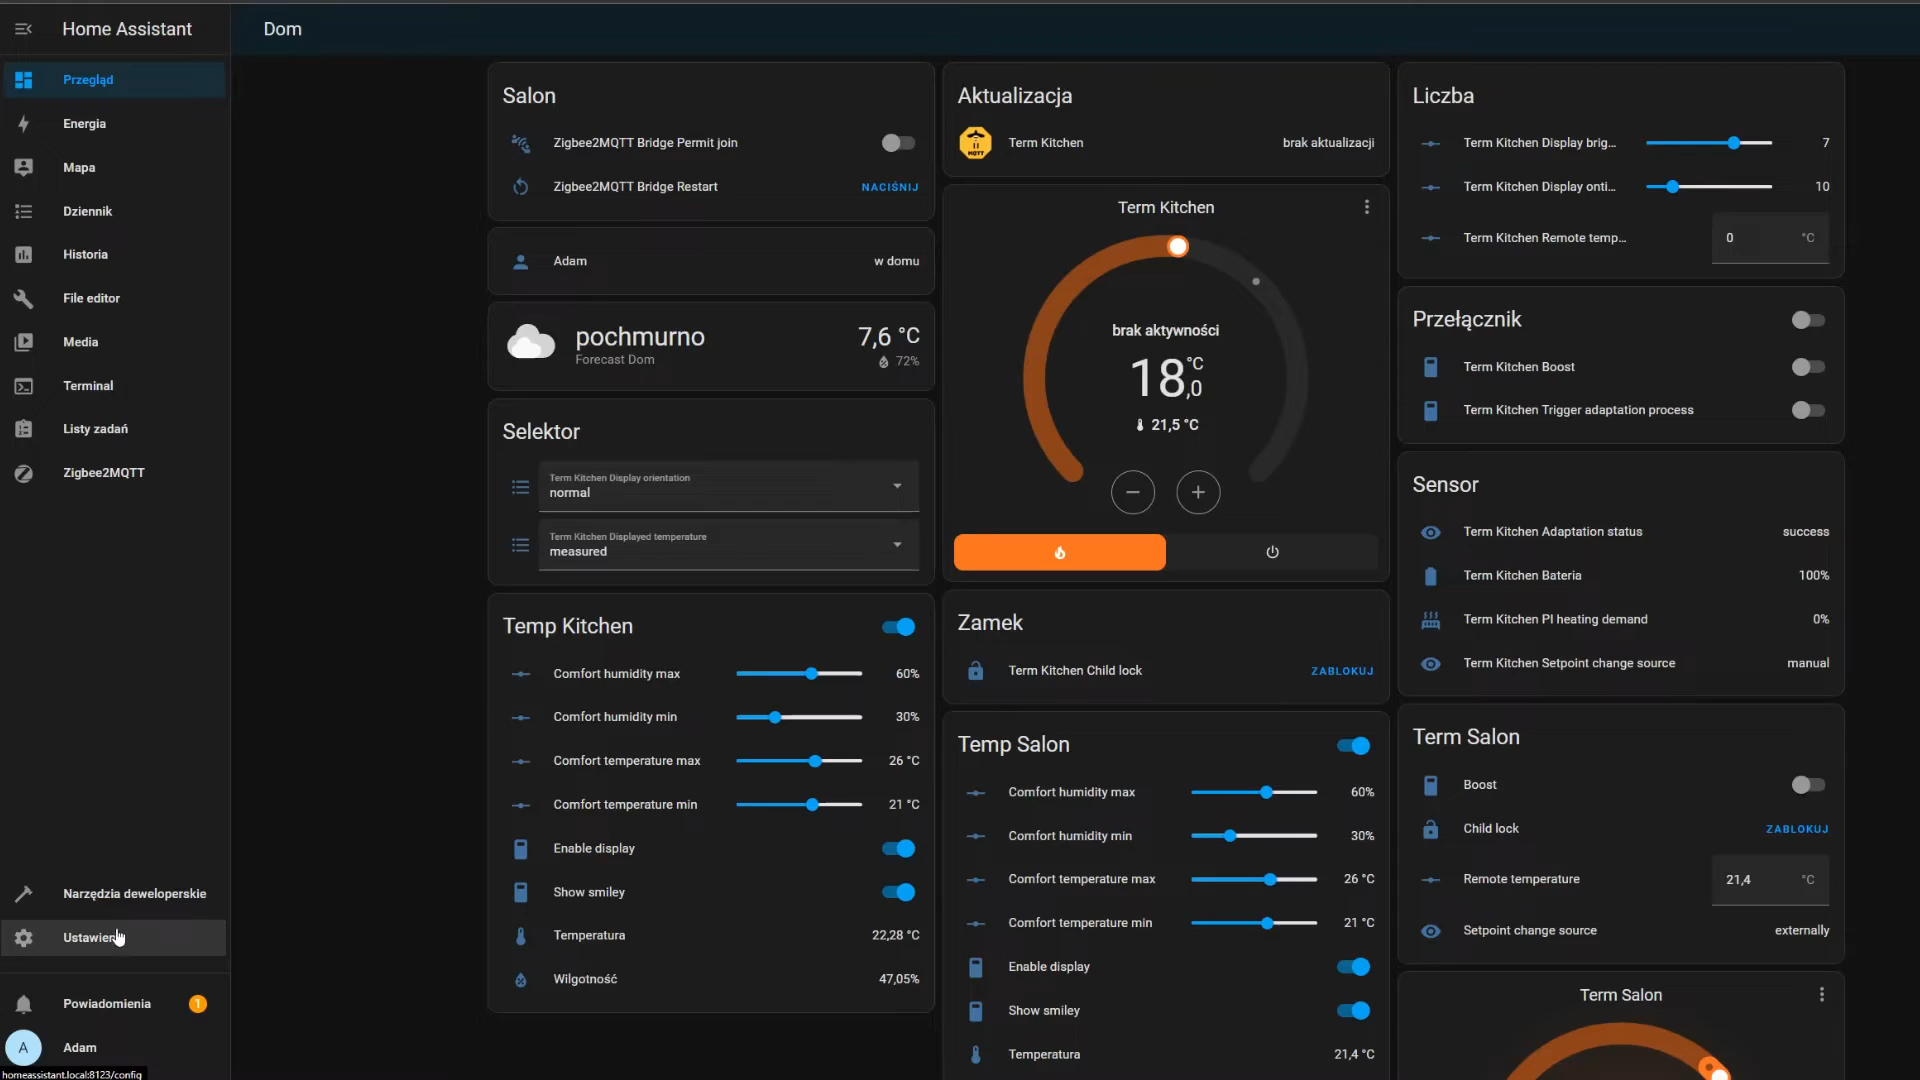 Home Assistant
Przegląd
Energia
Mapa
Dziennik
Historia
File editor
Media
Terminal
Listy zadań
Zigbee2MQTT
Narzędzia deweloperskie
Powiadomienia 1
A Adam
homeassistant.local:8123/config
Dom
Salon
Zigbee2MQTT Bridge Permit join
Zigbee2MQTT Bridge Restart NACIŚNIJ
Adam w domu
pochmurno 7,6 °C
Forecast Dom 72%
Selektor
Term Kitchen Display orientation
normal
Term Kitchen Displayed temperature
measured
Temp Kitchen
Comfort humidity max 60%
Comfort humidity min 30%
Comfort temperature max 26 °C
Comfort temperature min 21 °C
Enable display
Show smiley
Temperatura 22,28 °C
Wilgotność 47,05%
Aktualizacja
MQTT Term Kitchen brak aktualizacji
Term Kitchen
brak aktywności
18,0 °C
21,5 °C
Zamek
Term Kitchen Child lock ZABLOKUJ
Temp Salon
Comfort humidity max 60%
Comfort humidity min 30%
Comfort temperature max 26 °C
Comfort temperature min 21 °C
Enable display
Show smiley
Temperatura 21,4 °C
Liczba
Term Kitchen Display brig... 7
Term Kitchen Display onti... 10
Term Kitchen Remote temp... 0 °C
Przełącznik
Term Kitchen Boost
Term Kitchen Trigger adaptation process
Sensor
Term Kitchen Adaptation status success
Term Kitchen Bateria 100%
Term Kitchen PI heating demand 0%
Term Kitchen Setpoint change source manual
Term Salon
Boost
Child lock ZABLOKUJ
Remote temperature 21,4 °C
Setpoint change source externally
Term Salon